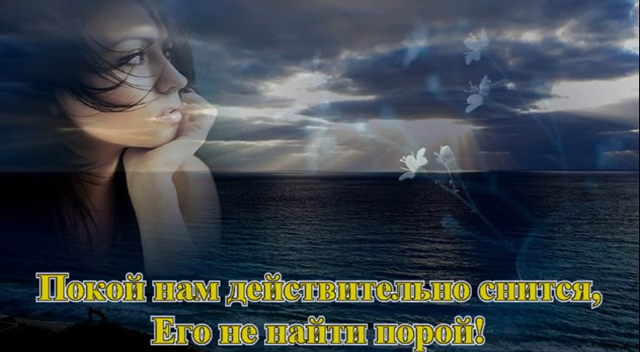 Покой нам действительно снится,
Его не найти порой!